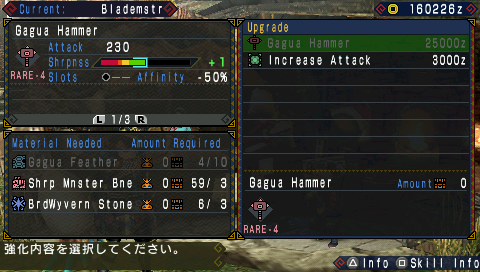 Current: Blademstr
160226z
Gagua Hammer
Attack 230
Shrpnss +1
RARE-4
Slots ●-- Affinity -50%
L 1/3 R
Material Needed Amount Required
Gagua Feather 0 4/10
Shrp Mnster Bne 0 59/ 3
BrdWyvern Stone 0 6/ 3
Upgrade
Gagua Hammer 25000z
Increase Attack 3000z
Gagua Hammer Amount 0
RARE-4
強化内容を選択してください。
△ Info □ Skill Info